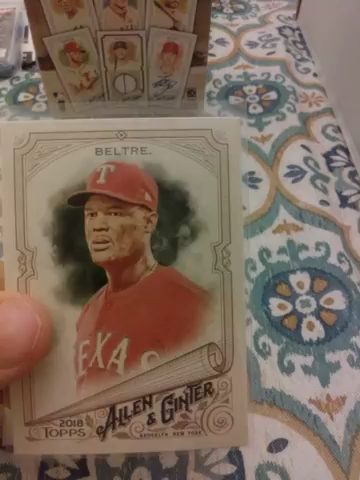 BELTRE
T
EXAS
2018
TOPPS
ALLEN
& GINTER
BROOKLYN NEW YORK